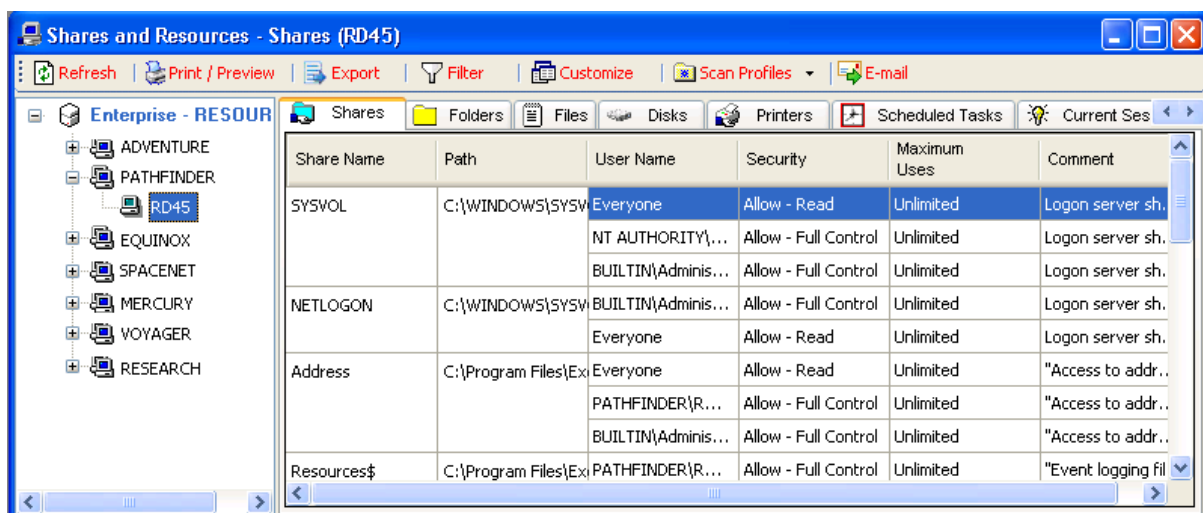 Shares and Resources - Shares (RD45)
Refresh Print / Preview Export Filter Customize Scan Profiles E-mail
Enterprise - RESOUR
ADVENTURE
PATHFINDER
RD45
EQUINOX
SPACENET
MERCURY
VOYAGER
RESEARCH
Shares Folders Files Disks Printers Scheduled Tasks Current Ses
Share Name Path User Name Security Maximum Uses Comment
SYSVOL C:\WINDOWS\SYSV Everyone Allow - Read Unlimited Logon server sh.
NT AUTHORITY\... Allow - Full Control Unlimited Logon server sh.
BUILTIN\Adminis... Allow - Full Control Unlimited Logon server sh.
NETLOGON C:\WINDOWS\SYSV BUILTIN\Adminis... Allow - Full Control Unlimited Logon server sh.
Everyone Allow - Read Unlimited Logon server sh.
Address C:\Program Files\Ex Everyone Allow - Read Unlimited "Access to addr..
PATHFINDER\R... Allow - Full Control Unlimited "Access to addr..
BUILTIN\Adminis... Allow - Full Control Unlimited "Access to addr..
Resources$ C:\Program Files\Ex PATHFINDER\R... Allow - Full Control Unlimited "Event logging fil